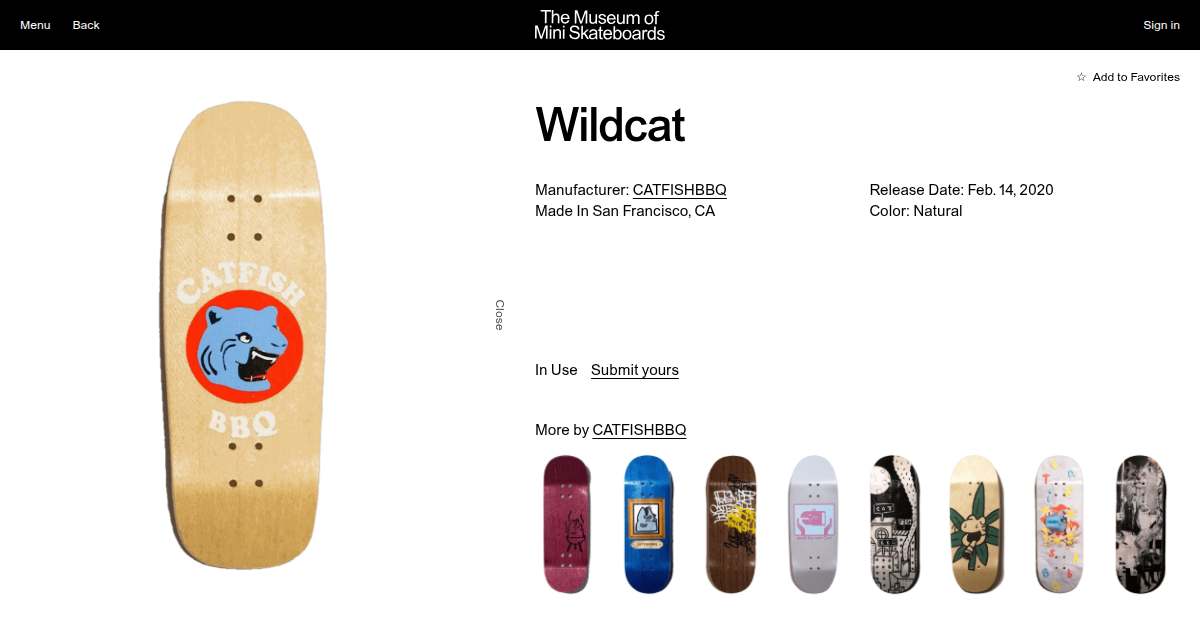 Menu
Back
The Museum of
Mini Skateboards
Sign in
☆ Add to Favorites
Wildcat
Manufacturer: CATFISHBBQ
Made In San Francisco, CA
Release Date: Feb. 14, 2020
Color: Natural
CATFISH
BBQ
Close
In Use
Submit yours
More by CATFISHBBQ